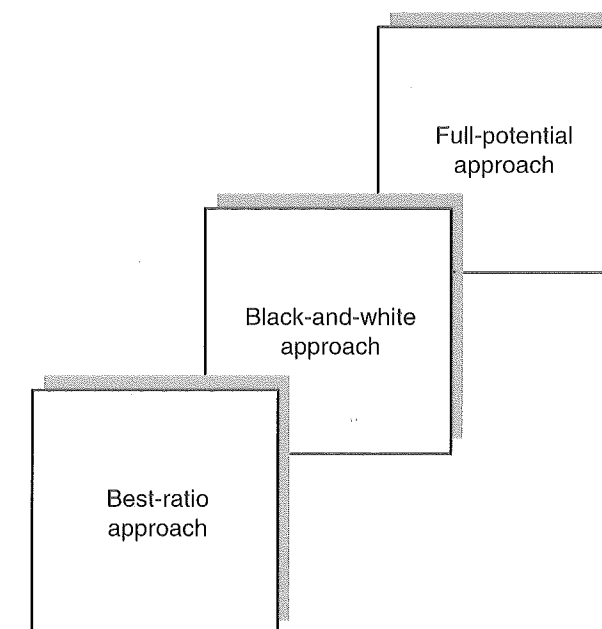 Full-potential
approach
Black-and-white
approach
Best-ratio
approach